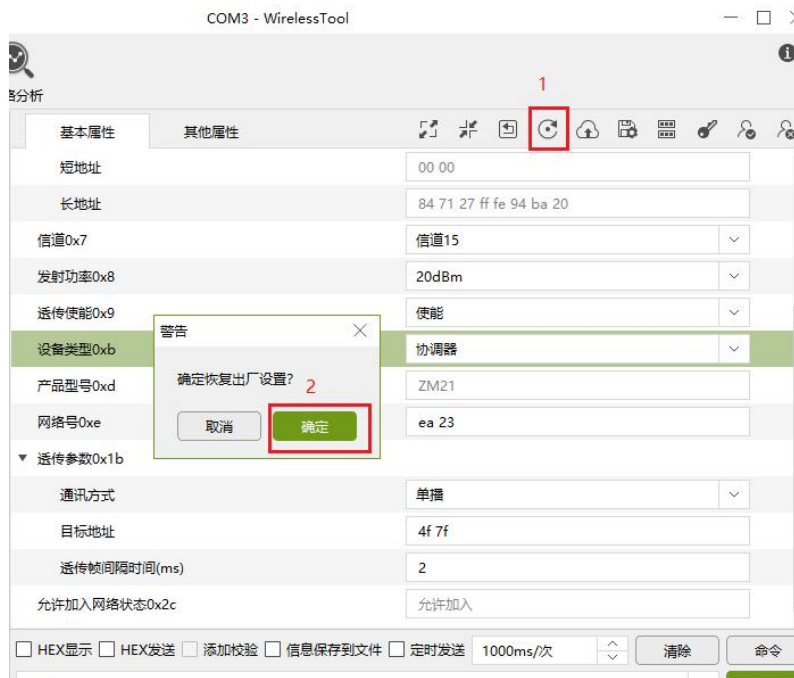 COM3 - WirelessTool
络分析
1
基本属性 其他属性
短地址 00 00
长地址 84 71 27 ff fe 94 ba 20
信道0x7 信道15
发射功率0x8 20dBm
透传使能0x9 使能
警告
设备类型0xb 协调器
确定恢复出厂设置?
2
产品型号0xd ZM21
网络号0xe ea 23
取消 确定
透传参数0x1b
通讯方式 单播
目标地址 4f 7f
透传帧间隔时间(ms) 2
允许加入网络状态0x2c 允许加入
HEX显示 HEX发送 添加校验 信息保存到文件 定时发送 1000ms/次 清除 命令